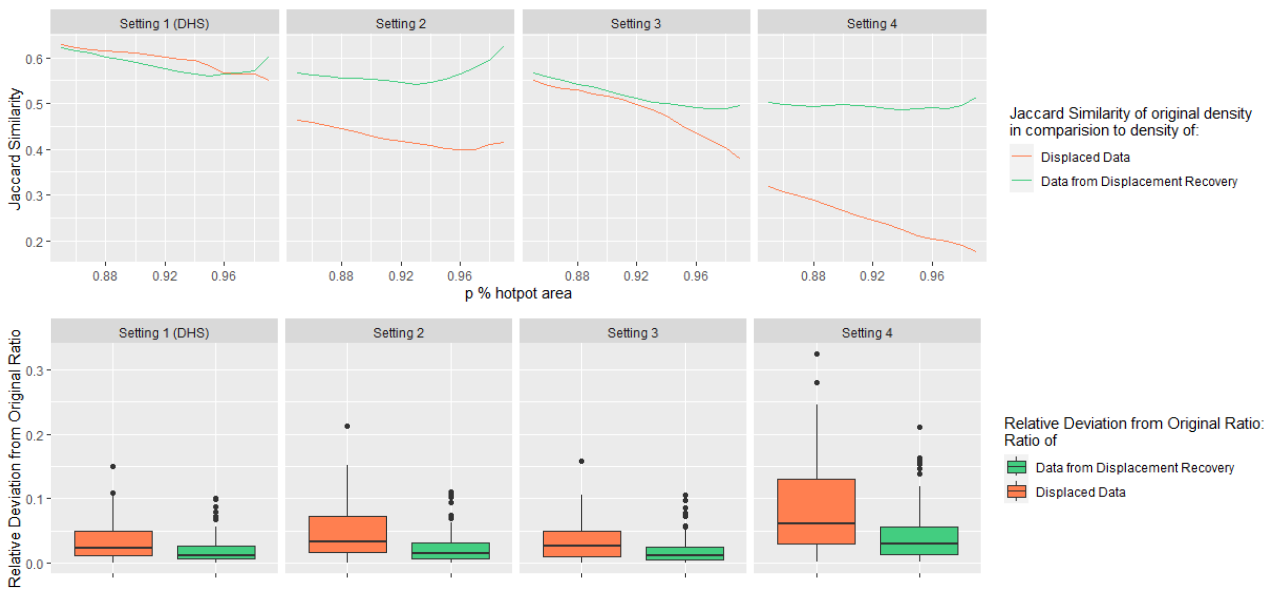 Setting 1 (DHS)
Setting 2
Setting 3
Setting 4
Jaccard Similarity
0.6
0.5
0.4
0.3
0.2
0.88
0.92
0.96
0.88
0.92
0.96
0.88
0.92
0.96
0.88
0.92
0.96
p % hotpot area
Jaccard Similarity of original density
in comparision to density of:
Displaced Data
Data from Displacement Recovery
Setting 1 (DHS)
Setting 2
Setting 3
Setting 4
Relative Deviation from Original Ratio
0.3
0.2
0.1
0.0
Relative Deviation from Original Ratio:
Ratio of
Data from Displacement Recovery
Displaced Data